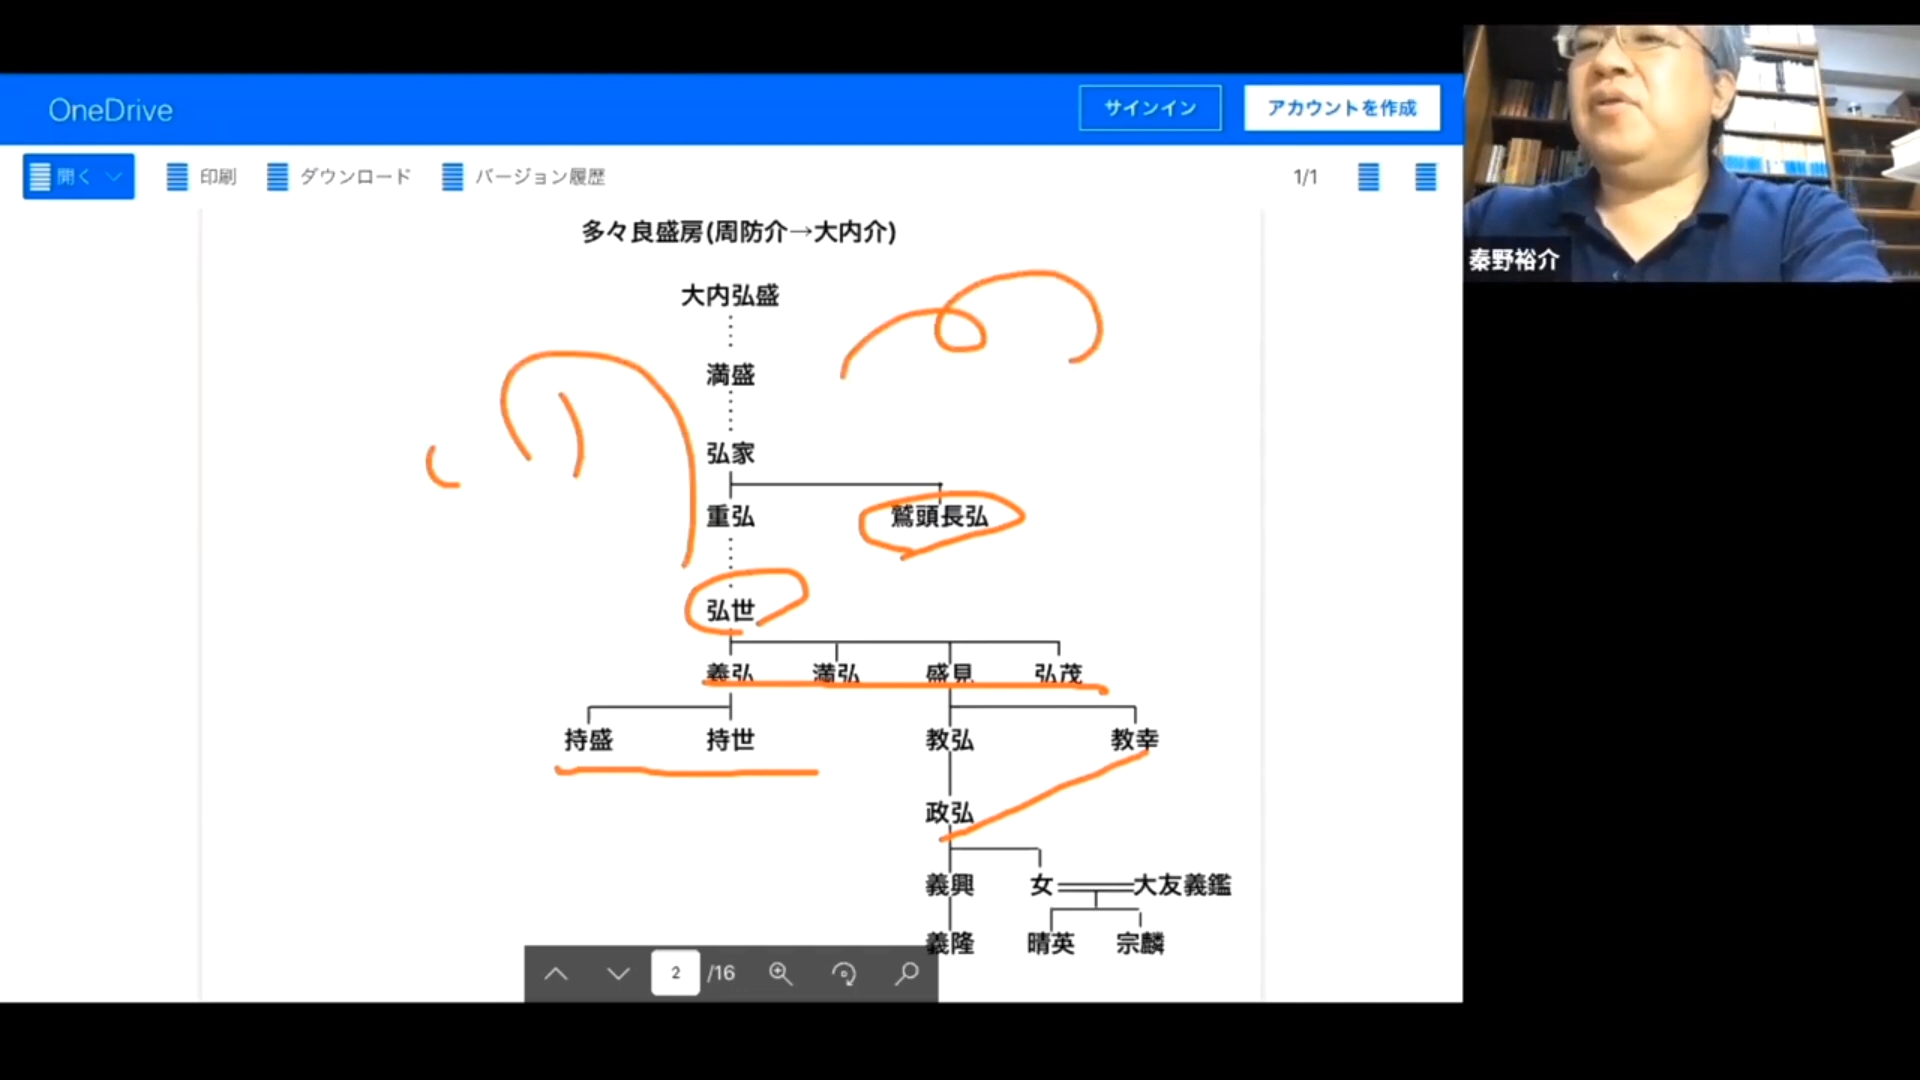 OneDrive
サインイン
アカウントを作成
開く
印刷
ダウンロード
バージョン履歴
1/1
秦野裕介
多々良盛房(周防介→大内介)
大内弘盛
満盛
弘家
重弘
鷲頭長弘
弘世
義弘 満弘 盛見 弘茂
持盛 持世 教弘 教幸
政弘
義興 女 大友義鑑
義隆 晴英 宗麟
2 /16